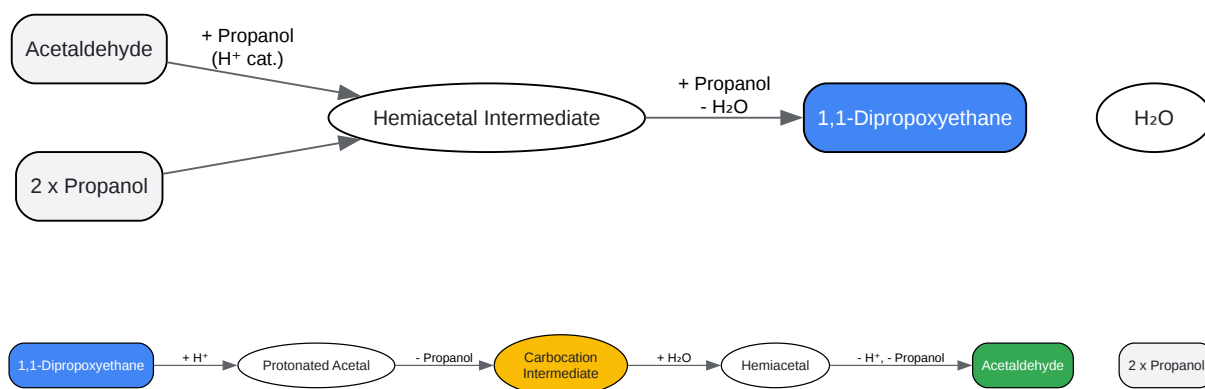 Acetaldehyde
+ Propanol
(H⁺ cat.)
2 x Propanol
Hemiacetal Intermediate
+ Propanol
- H₂O
1,1-Dipropoxyethane
H₂O
1,1-Dipropoxyethane
+ H⁺
Protonated Acetal
- Propanol
Carbocation
Intermediate
+ H₂O
Hemiacetal
- H⁺, - Propanol
Acetaldehyde
2 x Propanol